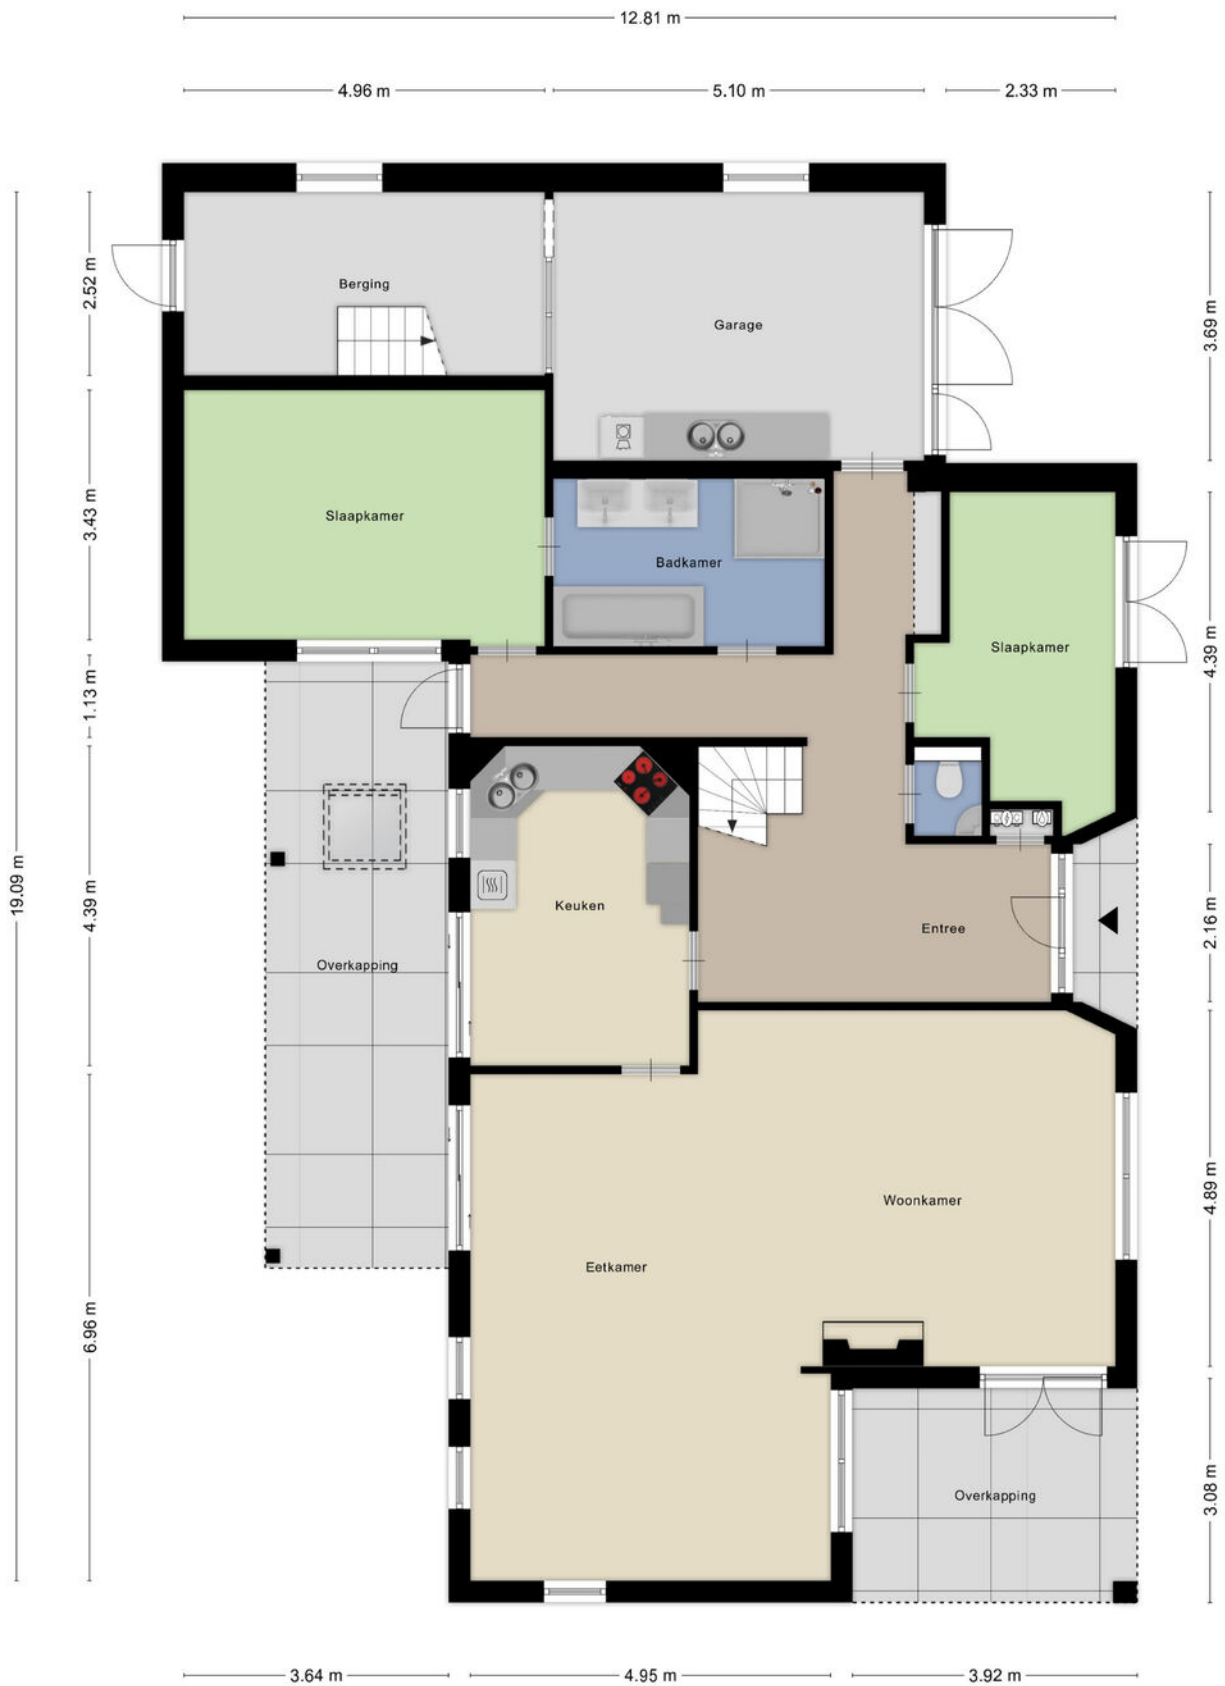 12.81 m
4.96 m
5.10 m
2.33 m
2.52 m
3.69 m
Berging
Garage
3.43 m
Slaapkamer
Badkamer
Slaapkamer
4.39 m
1.13 m
19.09 m
4.39 m
Keuken
Entree
2.16 m
Overkapping
Woonkamer
4.89 m
Eetkamer
6.96 m
Overkapping
3.08 m
3.64 m
4.95 m
3.92 m